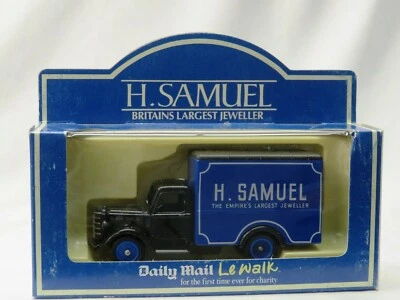 H. SAMUEL
BRITAINS LARGEST JEWELLER
H. SAMUEL
THE EMPIRE'S LARGEST JEWELLER
Daily Mail Le Walk
for the first time ever for charity